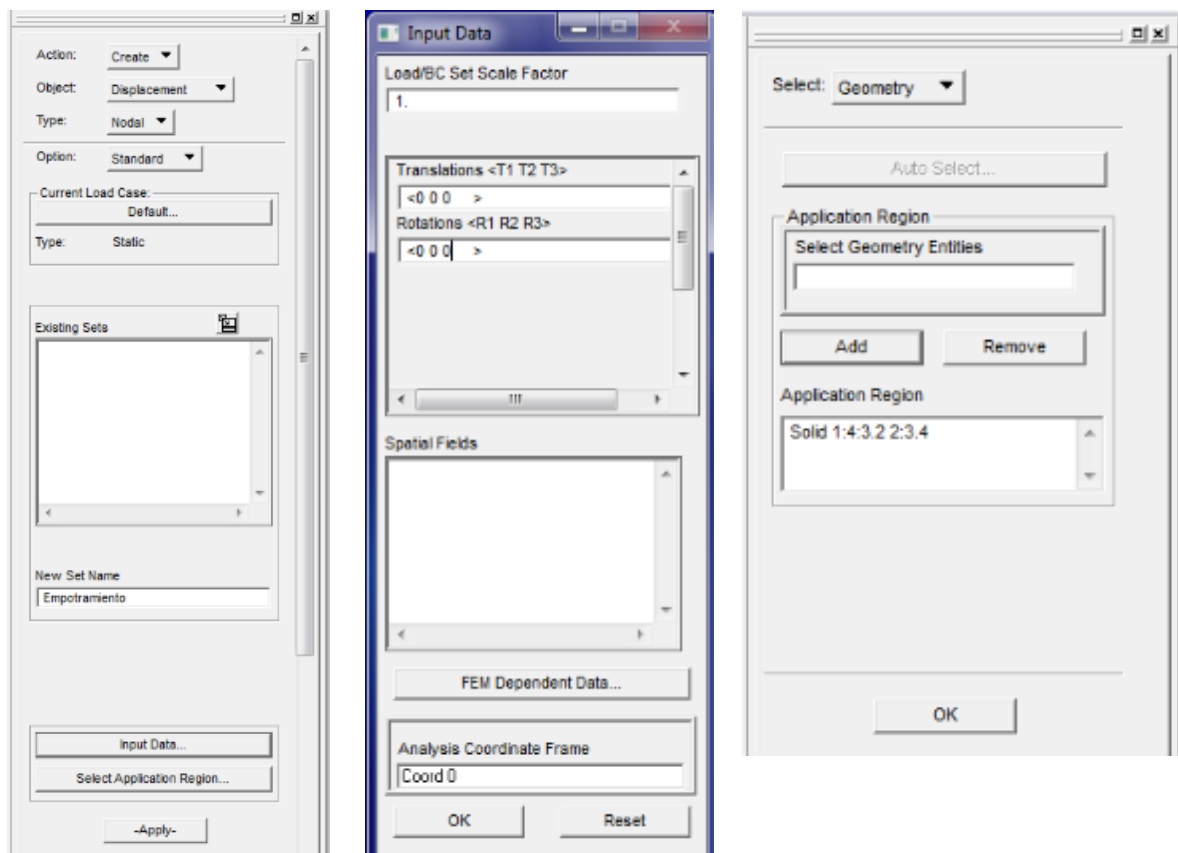 Action: Create
Object: Displacement
Type: Nodal
Option: Standard
Current Load Case:
Default...
Type: Static
Existing Sets
New Set Name
Empotramiento
Input Data...
Select Application Region...
-Apply-
Input Data
Load/BC Set Scale Factor
1.
Translations <T1 T2 T3>
<0 0 0 >
Rotations <R1 R2 R3>
<0 0 0 >
Spatial Fields
FEM Dependent Data...
Analysis Coordinate Frame
Coord 0
OK Reset
Select: Geometry
Auto Select...
Application Region
Select Geometry Entities
Add Remove
Application Region
Solid 1:4:3.2 2:3.4
OK